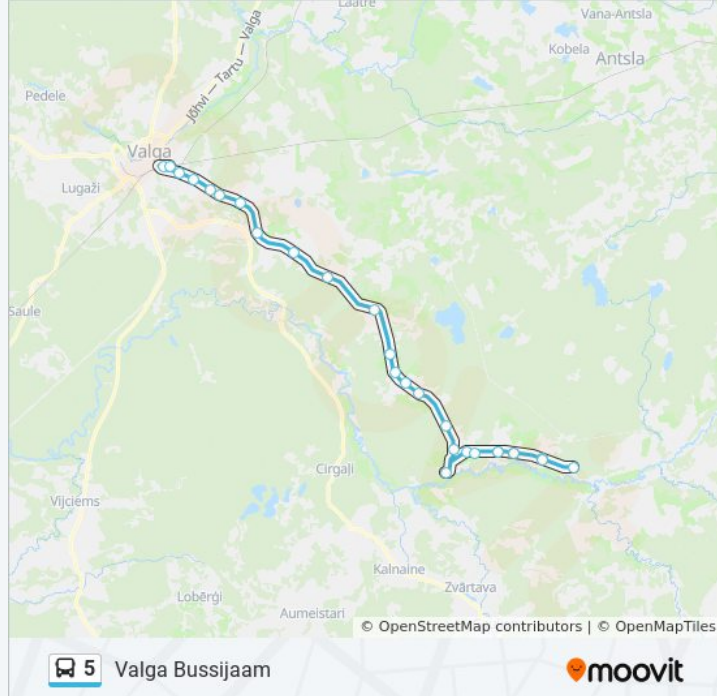 Laatre
Vana-Antsla
Kobela
Antsla
Jõhvi — Tartu — Valga
Pedele
Valga
Lugaži
Saule
Cirgaļi
Vijciems
Kalnaine
Zvārtava
Lobērģi
Aumeistari
© OpenStreetMap contributors | © OpenMapTiles
5 Valga Bussijaam
moovit